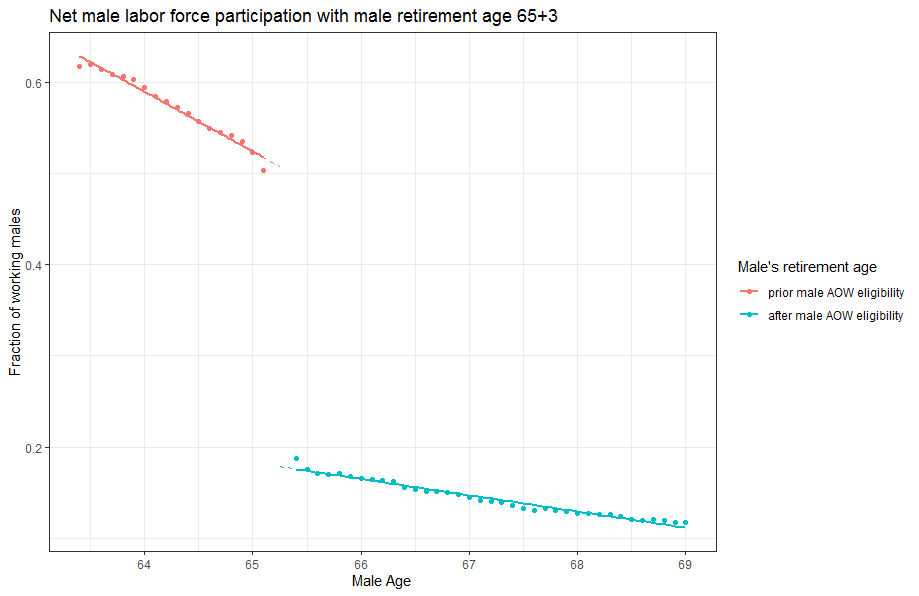 Net male labor force participation with male retirement age 65+3
Fraction of working males
0.6
0.4
0.2
64
65
66
67
68
69
Male Age
Male's retirement age
prior male AOW eligibility
after male AOW eligibility